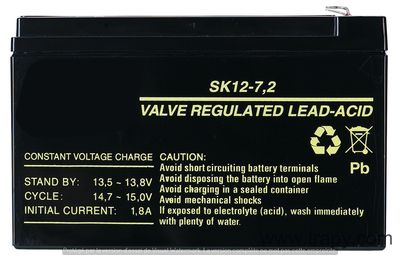 SK12-7,2
VALVE REGULATED LEAD-ACID
CONSTANT VOLTAGE CHARGE
STAND BY: 13,5 ~ 13,8V
CYCLE: 14,7 ~ 15,0V
INITIAL CURRENT: 1,8A
CAUTION:
Avoid short circuiting battery terminals
Avoid disposing the battery into open flame
Avoid charging in a sealed container
Avoid mechanical shocks
If exposed to electrolyte (acid), wash immediately
with plenty of water.
Pb